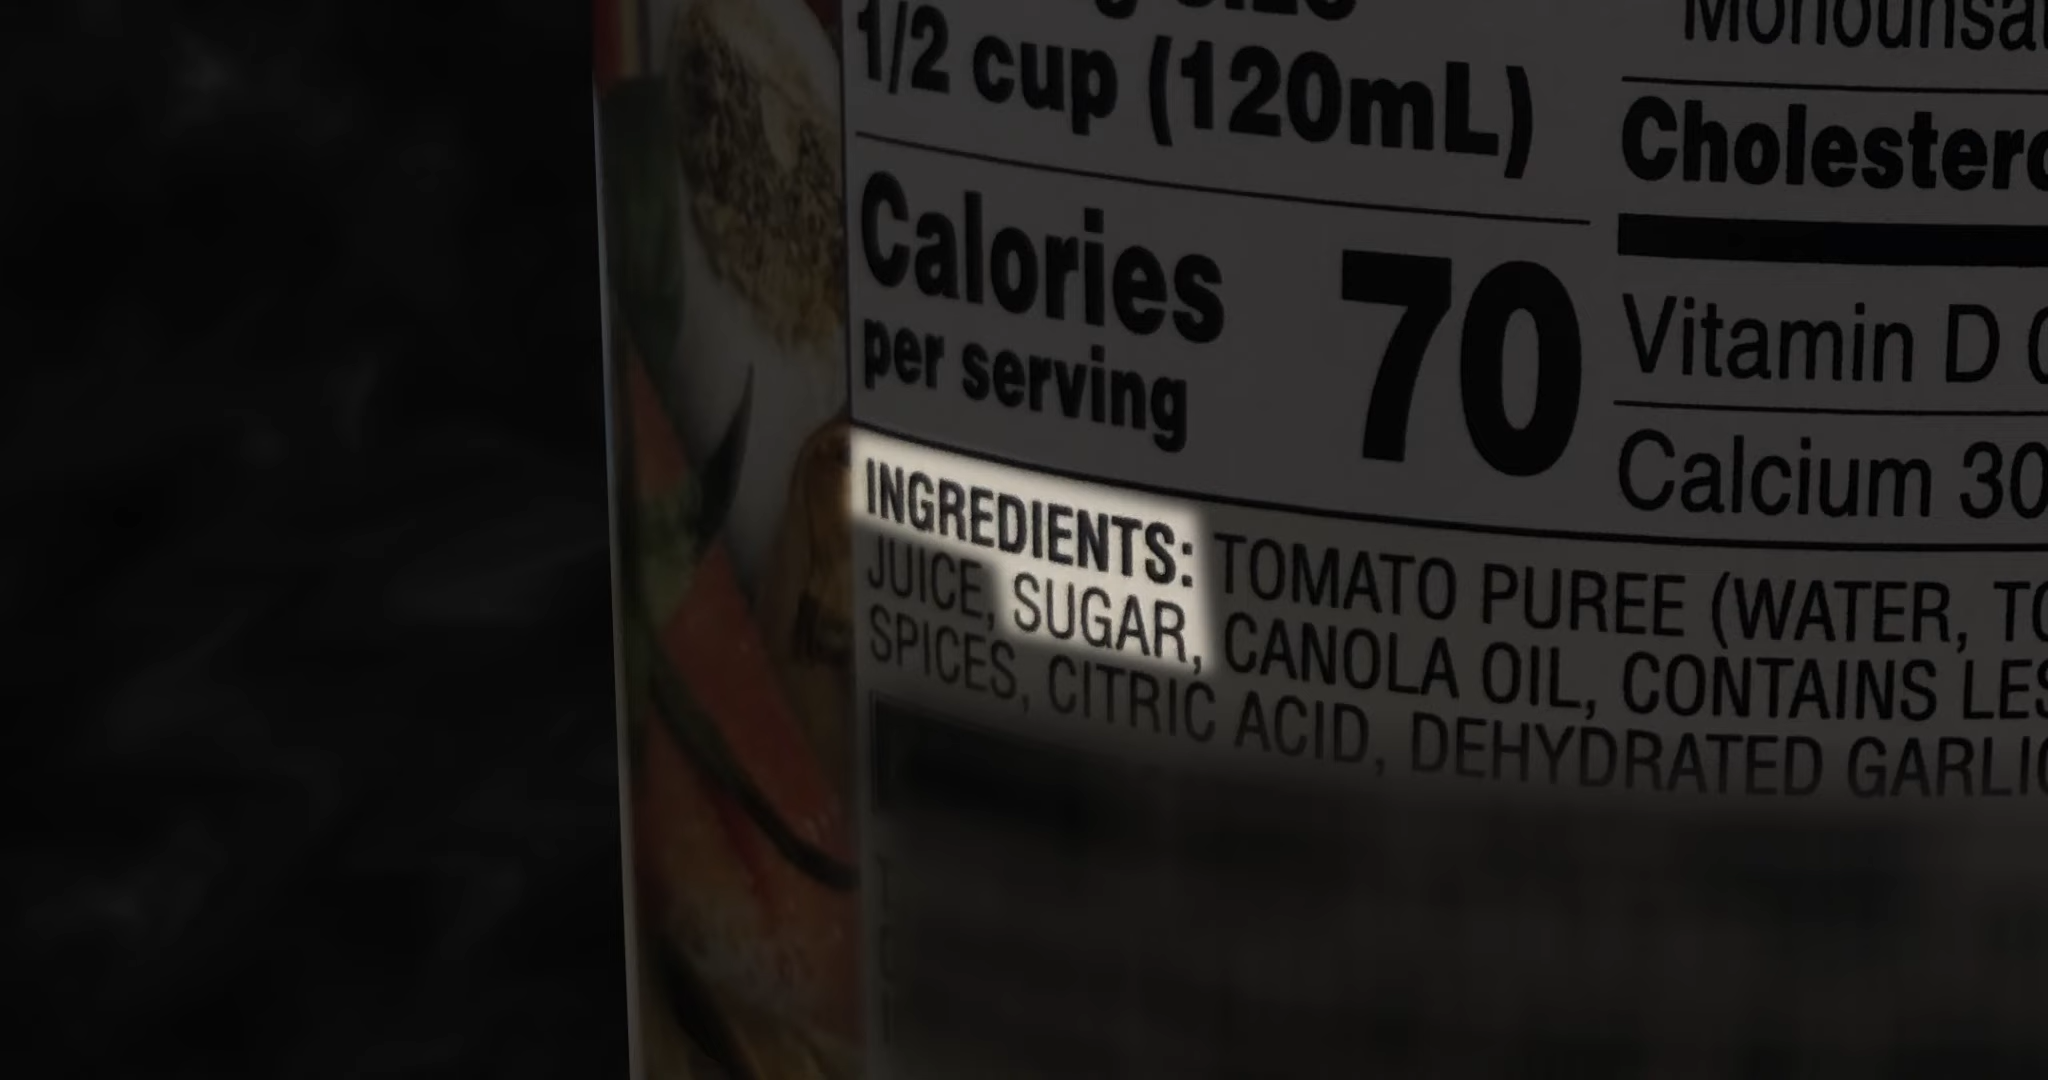 1/2 cup (120mL)
Calories 70
per serving
Cholestero
Vitamin D
Calcium 30
INGREDIENTS: TOMATO PUREE (WATER, TO
JUICE, SUGAR, CANOLA OIL, CONTAINS LES
SPICES, CITRIC ACID, DEHYDRATED GARLIC